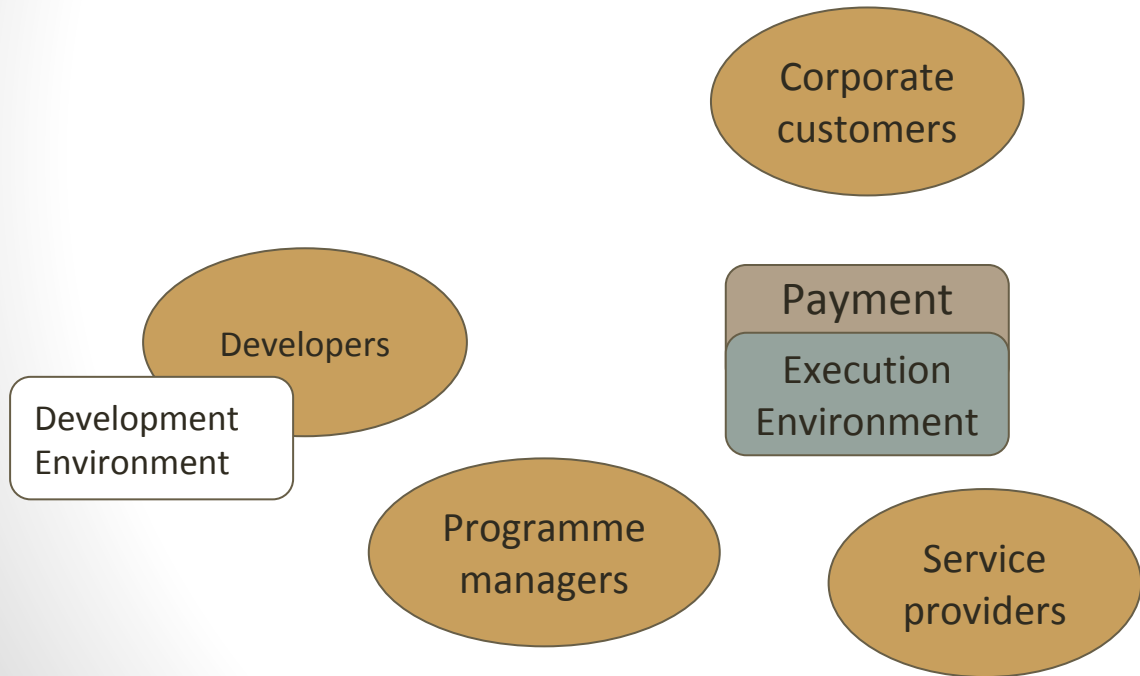 Corporate
customers
Developers
Development
Environment
Payment
Execution
Environment
Programme
managers
Service
providers